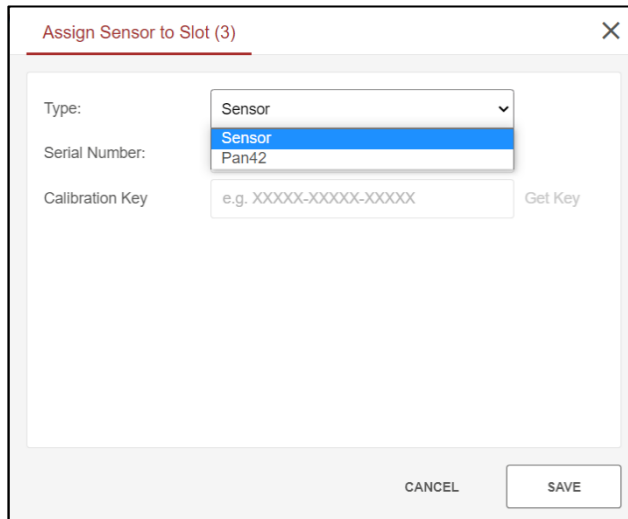 Assign Sensor to Slot (3)
Type:
Sensor
Sensor
Pan42
Serial Number:
Calibration Key
e.g. XXXXX-XXXXX-XXXXX
Get Key
CANCEL
SAVE